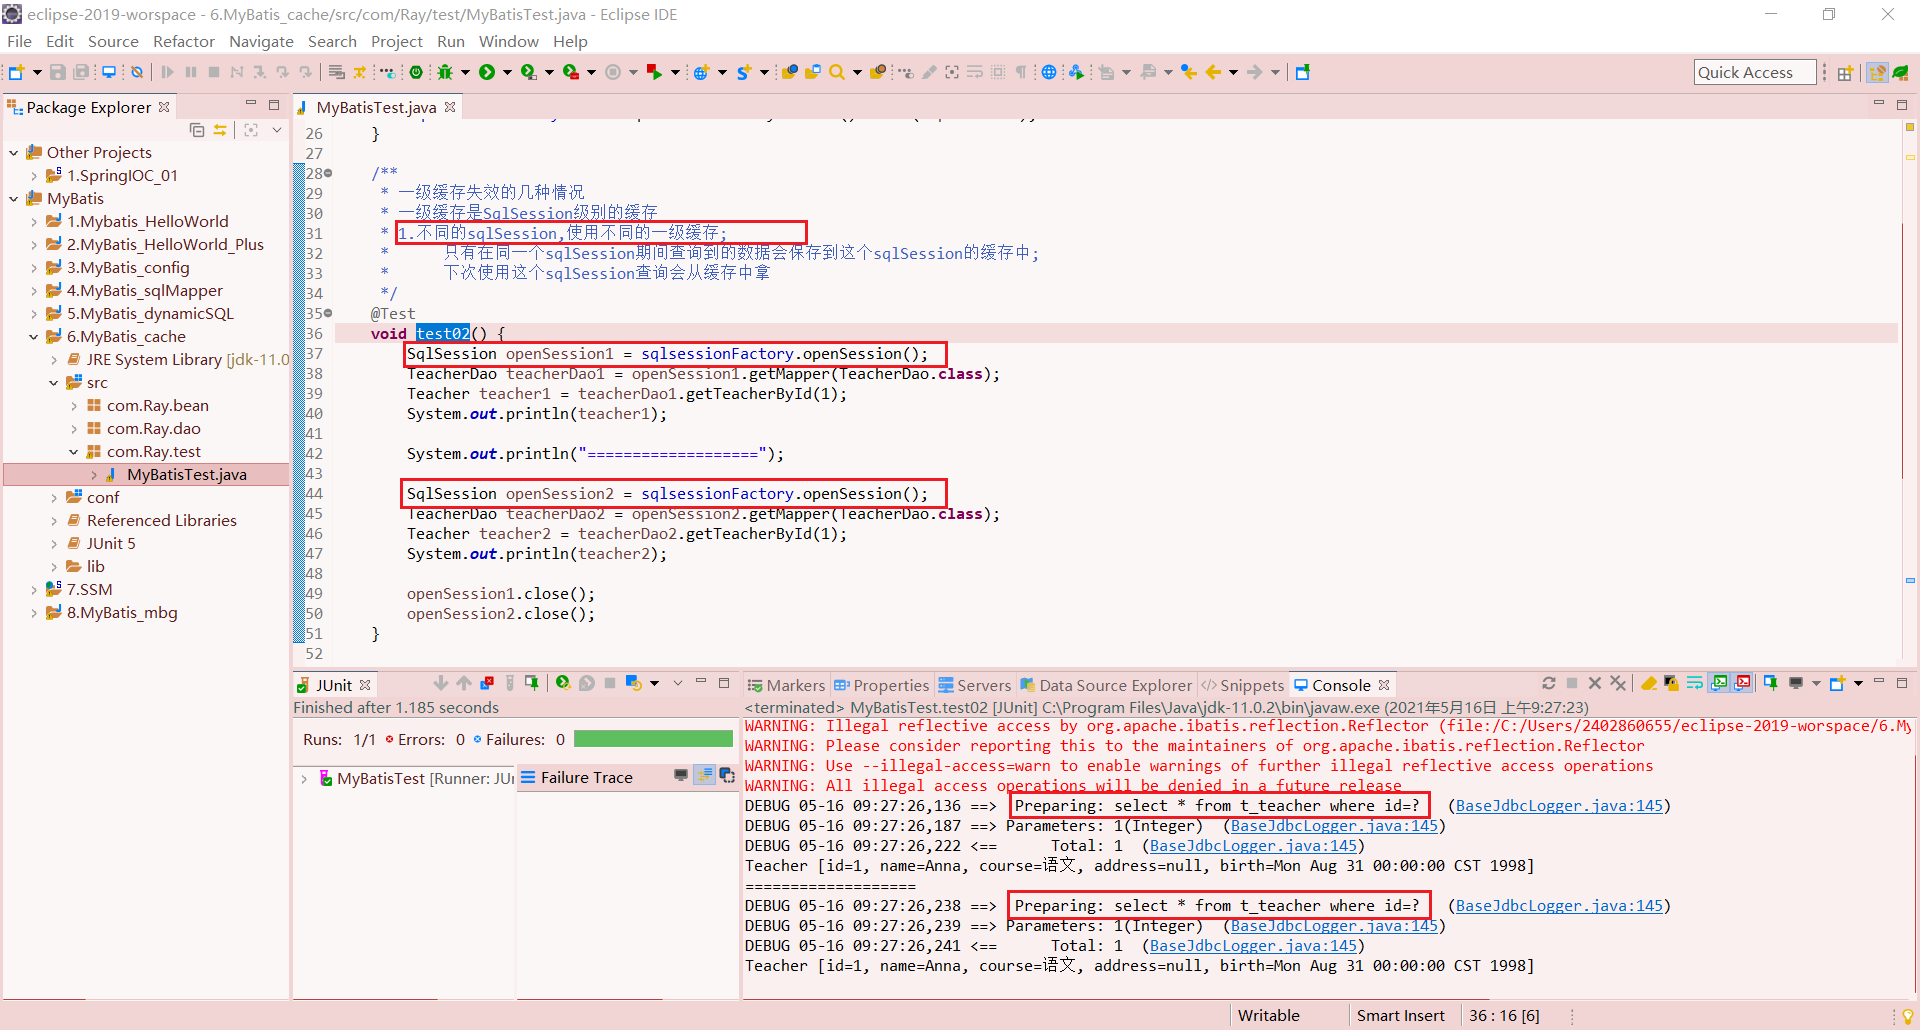 eclipse-2019-worspace - 6.MyBatis_cache/src/com/Ray/test/MyBatisTest.java - Eclipse IDE
File Edit Source Refactor Navigate Search Project Run Window Help
Quick Access
Package Explorer
MyBatisTest.java
Other Projects
1.SpringIOC_01
MyBatis
1.Mybatis_HelloWorld
2.MyBatis_HelloWorld_Plus
3.MyBatis_config
4.MyBatis_sqlMapper
5.MyBatis_dynamicSQL
6.MyBatis_cache
JRE System Library [jdk-11.0
src
com.Ray.bean
com.Ray.dao
com.Ray.test
MyBatisTest.java
conf
Referenced Libraries
JUnit 5
lib
7.SSM
8.MyBatis_mbg
26 }
27
28 /**
29 * 一级缓存失效的几种情况
30 * 一级缓存是SqlSession级别的缓存
31 * 1.不同的sqlSession,使用不同的一级缓存;
32 * 只有在同一个sqlSession期间查询到的数据会保存到这个sqlSession的缓存中;
33 * 下次使用这个sqlSession查询会从缓存中拿
34 */
35 @Test
36 void test02() {
37 SqlSession openSession1 = sqlsessionFactory.openSession();
38 TeacherDao teacherDao1 = openSession1.getMapper(TeacherDao.class);
39 Teacher teacher1 = teacherDao1.getTeacherById(1);
40 System.out.println(teacher1);
41
42 System.out.println("===================");
43
44 SqlSession openSession2 = sqlsessionFactory.openSession();
45 TeacherDao teacherDao2 = openSession2.getMapper(TeacherDao.class);
46 Teacher teacher2 = teacherDao2.getTeacherById(1);
47 System.out.println(teacher2);
48
49 openSession1.close();
50 openSession2.close();
51 }
52
JUnit
Finished after 1.185 seconds
Runs: 1/1 Errors: 0 Failures: 0
MyBatisTest [Runner: JU
Failure Trace
Markers Properties Servers Data Source Explorer Snippets Console
<terminated> MyBatisTest.test02 [JUnit] C:\Program Files\Java\jdk-11.0.2\bin\javaw.exe (2021年5月16日 上午9:27:23)
WARNING: Illegal reflective access by org.apache.ibatis.reflection.Reflector (file:/C:/Users/2402860655/eclipse-2019-worspace/6.My
WARNING: Please consider reporting this to the maintainers of org.apache.ibatis.reflection.Reflector
WARNING: Use --illegal-access=warn to enable warnings of further illegal reflective access operations
WARNING: All illegal access operations will be denied in a future release
DEBUG 05-16 09:27:26,136 ==> Preparing: select * from t_teacher where id=? (BaseJdbcLogger.java:145)
DEBUG 05-16 09:27:26,187 ==> Parameters: 1(Integer) (BaseJdbcLogger.java:145)
DEBUG 05-16 09:27:26,222 <== Total: 1 (BaseJdbcLogger.java:145)
Teacher [id=1, name=Anna, course=语文, address=null, birth=Mon Aug 31 00:00:00 CST 1998]
===================
DEBUG 05-16 09:27:26,238 ==> Preparing: select * from t_teacher where id=? (BaseJdbcLogger.java:145)
DEBUG 05-16 09:27:26,239 ==> Parameters: 1(Integer) (BaseJdbcLogger.java:145)
DEBUG 05-16 09:27:26,241 <== Total: 1 (BaseJdbcLogger.java:145)
Teacher [id=1, name=Anna, course=语文, address=null, birth=Mon Aug 31 00:00:00 CST 1998]
Writable Smart Insert 36 : 16 [6]